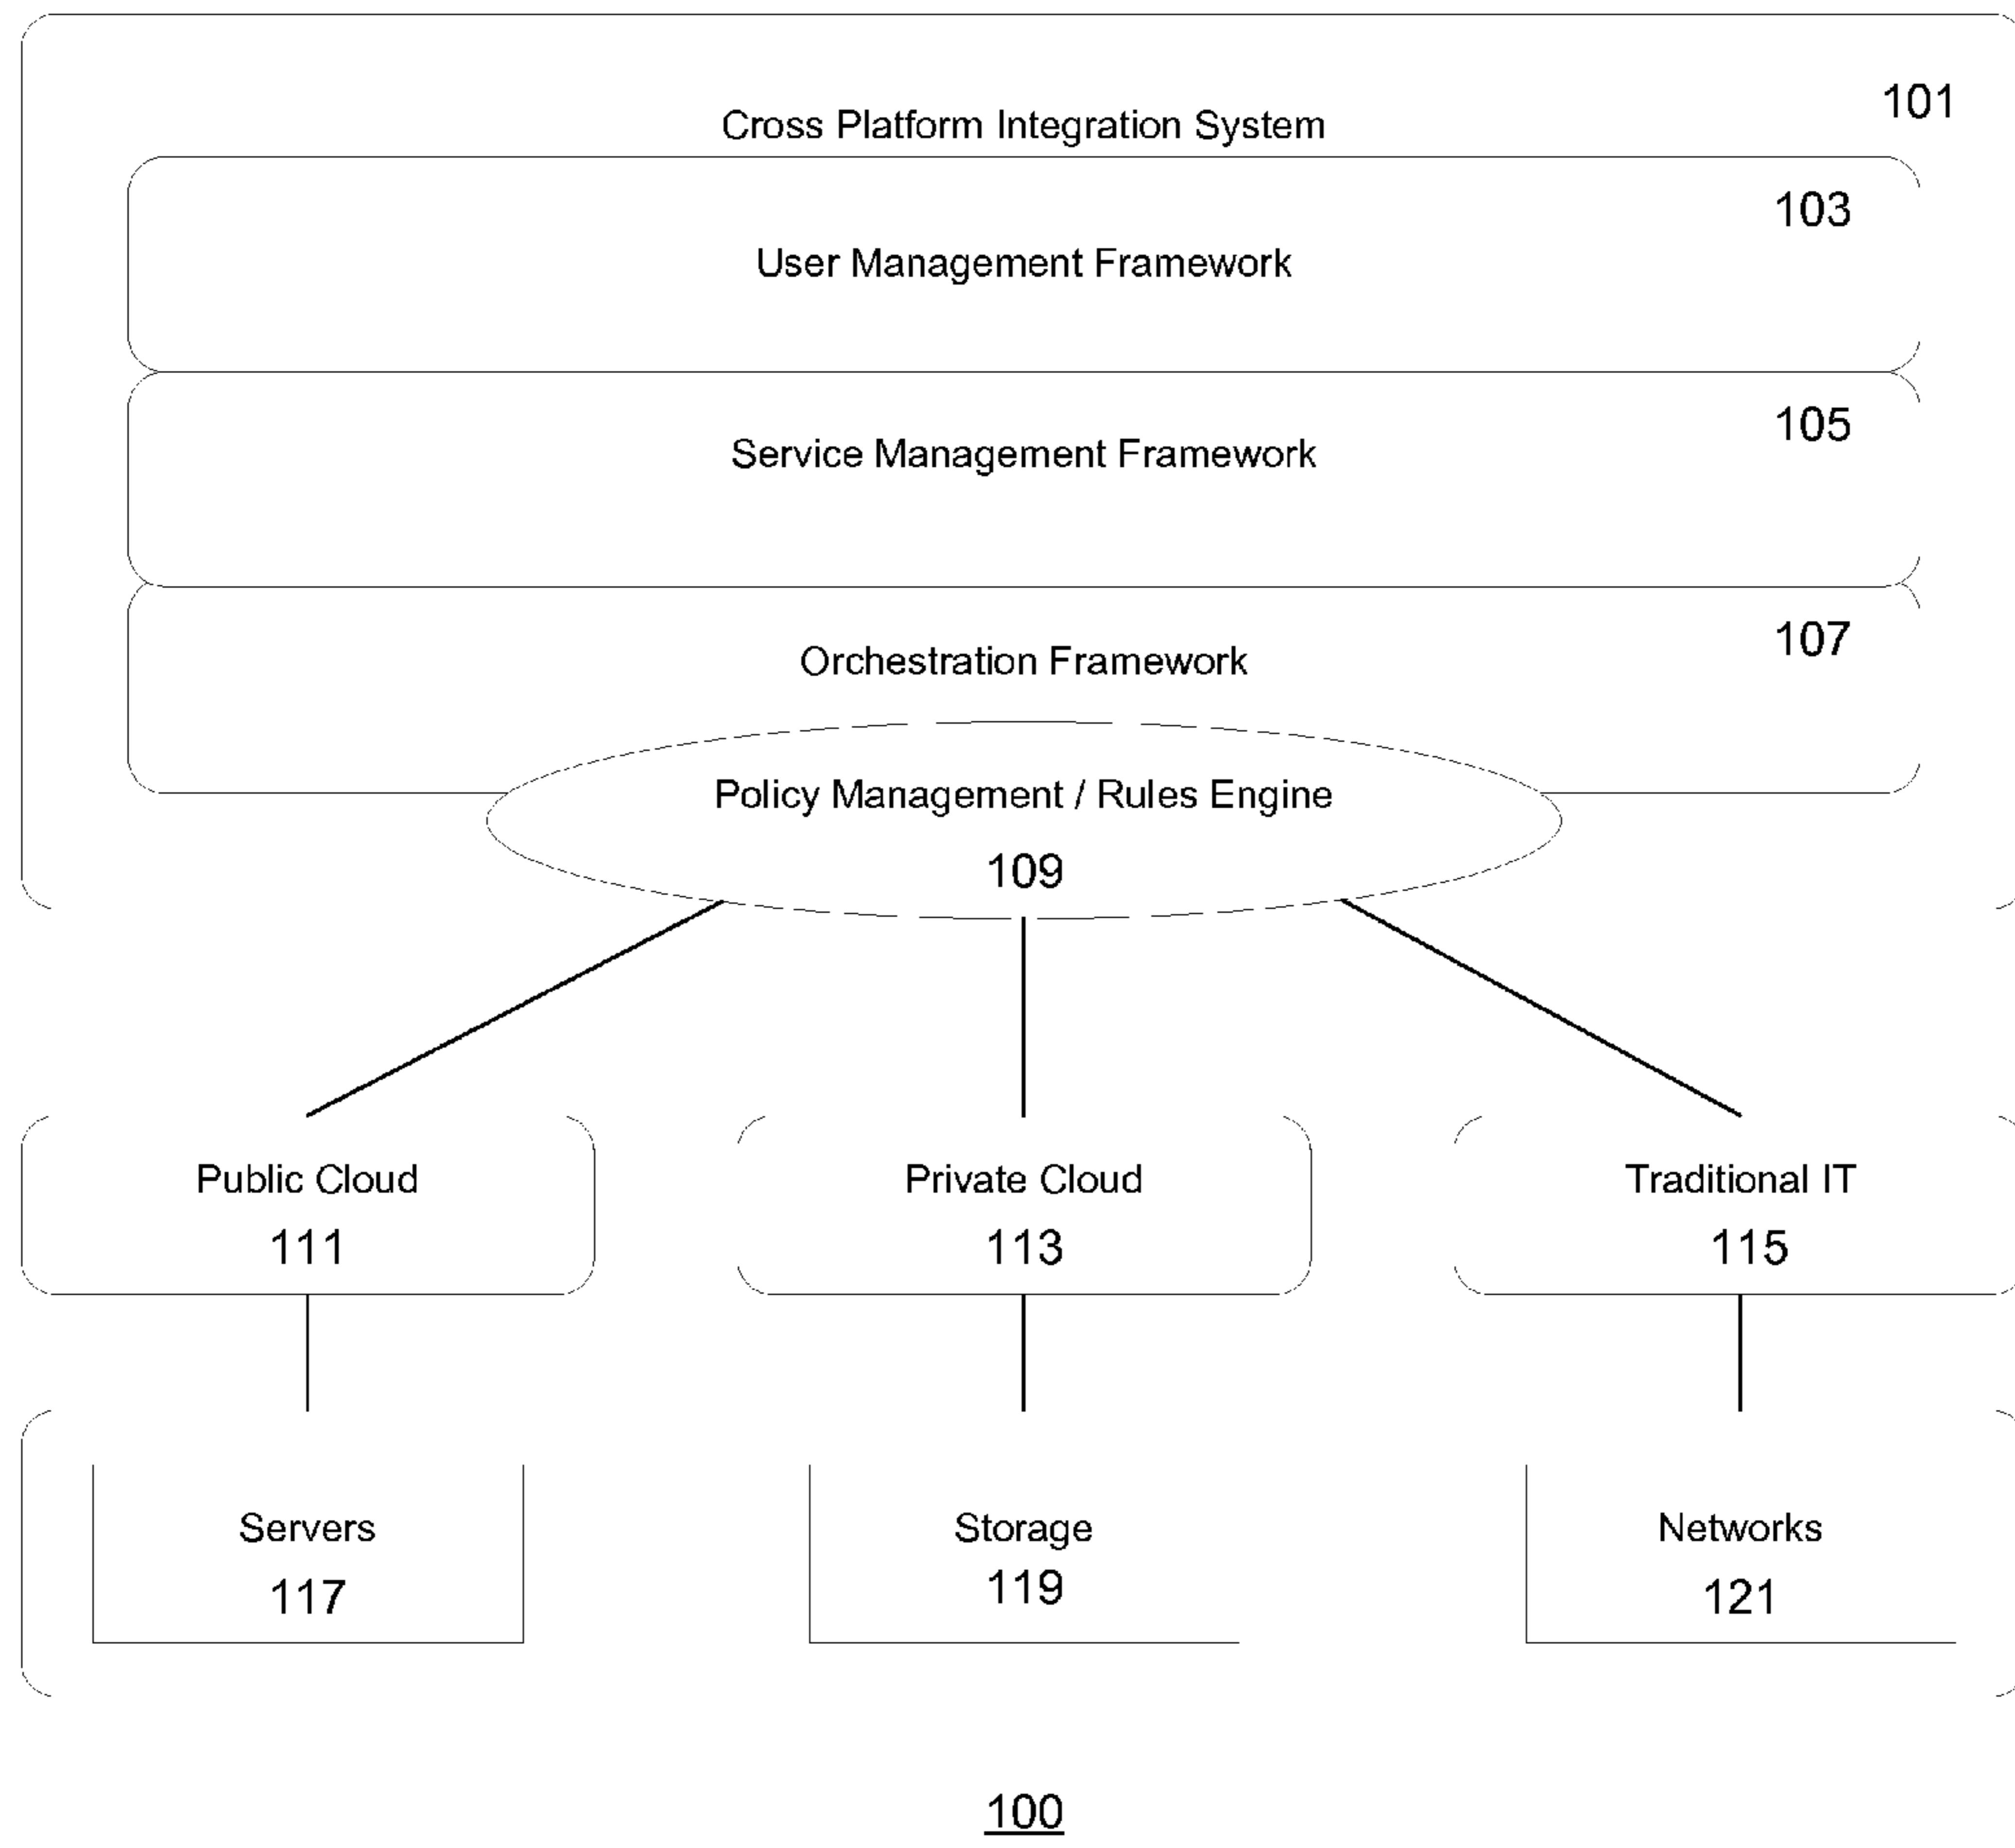 101
Cross Platform Integration System
103
User Management Framework
105
Service Management Framework
107
Orchestration Framework
Policy Management / Rules Engine
109
Public Cloud
111
Private Cloud
113
Traditional IT
115
Servers
117
Storage
119
Networks
121
100